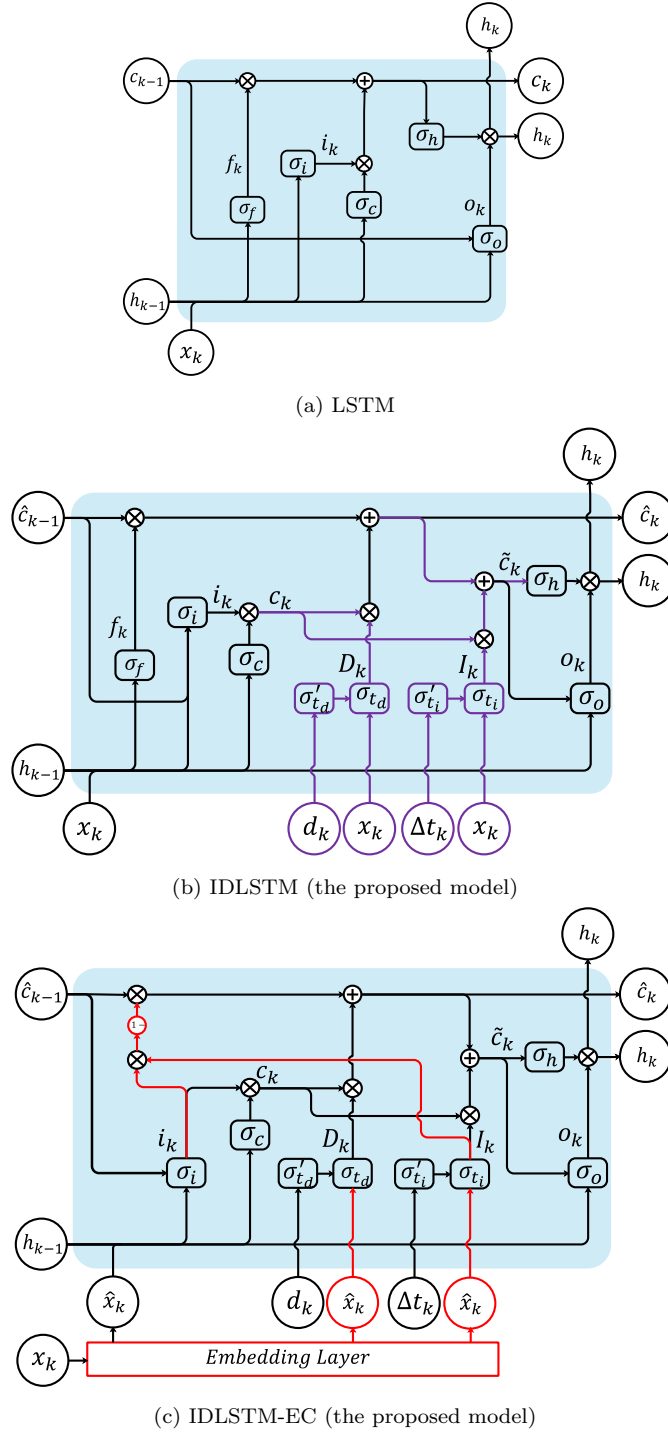 h_k
c_{k-1}
c_k
i_k
σ_h
h_k
f_k
σ_i
σ_f
σ_c
o_k
σ_o
h_{k-1}
x_k
(a) LSTM
h_k
ĉ_{k-1}
ĉ_k
c̃_k
σ_h
h_k
i_k
c_k
σ_i
f_k
σ_f
σ_c
D_k
I_k
o_k
σ'_{t_d}
σ_{t_d}
σ'_{t_i}
σ_{t_i}
σ_o
h_{k-1}
x_k
d_k
x_k
Δt_k
x_k
(b) IDLSTM (the proposed model)
h_k
ĉ_{k-1}
ĉ_k
1 −
c̃_k
σ_h
h_k
c_k
i_k
σ_c
D_k
I_k
o_k
σ_i
σ'_{t_d}
σ_{t_d}
σ'_{t_i}
σ_{t_i}
σ_o
h_{k-1}
x̂_k
d_k
x̂_k
Δt_k
x̂_k
x_k
Embedding Layer
(c) IDLSTM-EC (the proposed model)